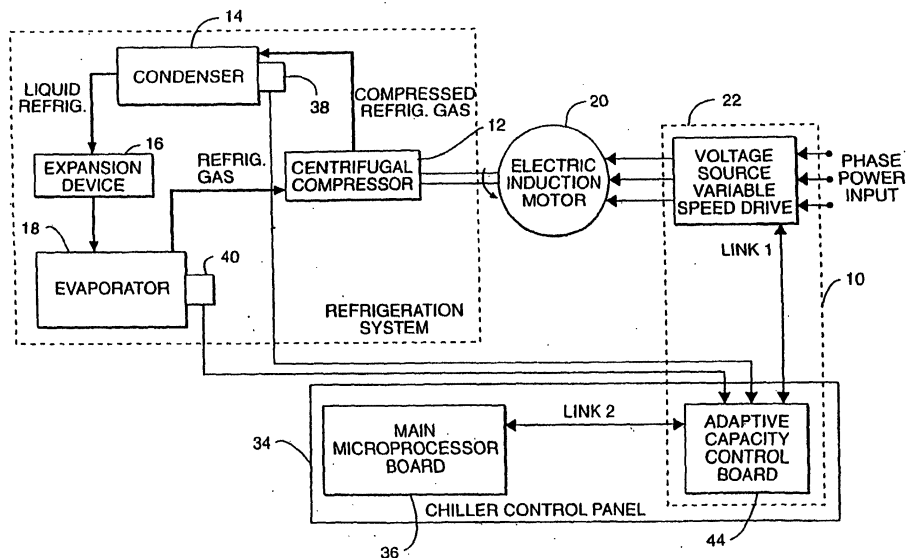 14
CONDENSER
38
LIQUID
REFRIG.
COMPRESSED
REFRIG. GAS
12
20
22
16
EXPANSION
DEVICE
REFRIG.
GAS
CENTRIFUGAL
COMPRESSOR
ELECTRIC
INDUCTION
MOTOR
VOLTAGE
SOURCE
VARIABLE
SPEED DRIVE
PHASE
POWER
INPUT
18
40
EVAPORATOR
LINK 1
10
REFRIGERATION
SYSTEM
34
MAIN
MICROPROCESSOR
BOARD
LINK 2
ADAPTIVE
CAPACITY
CONTROL
BOARD
CHILLER CONTROL PANEL
36
44